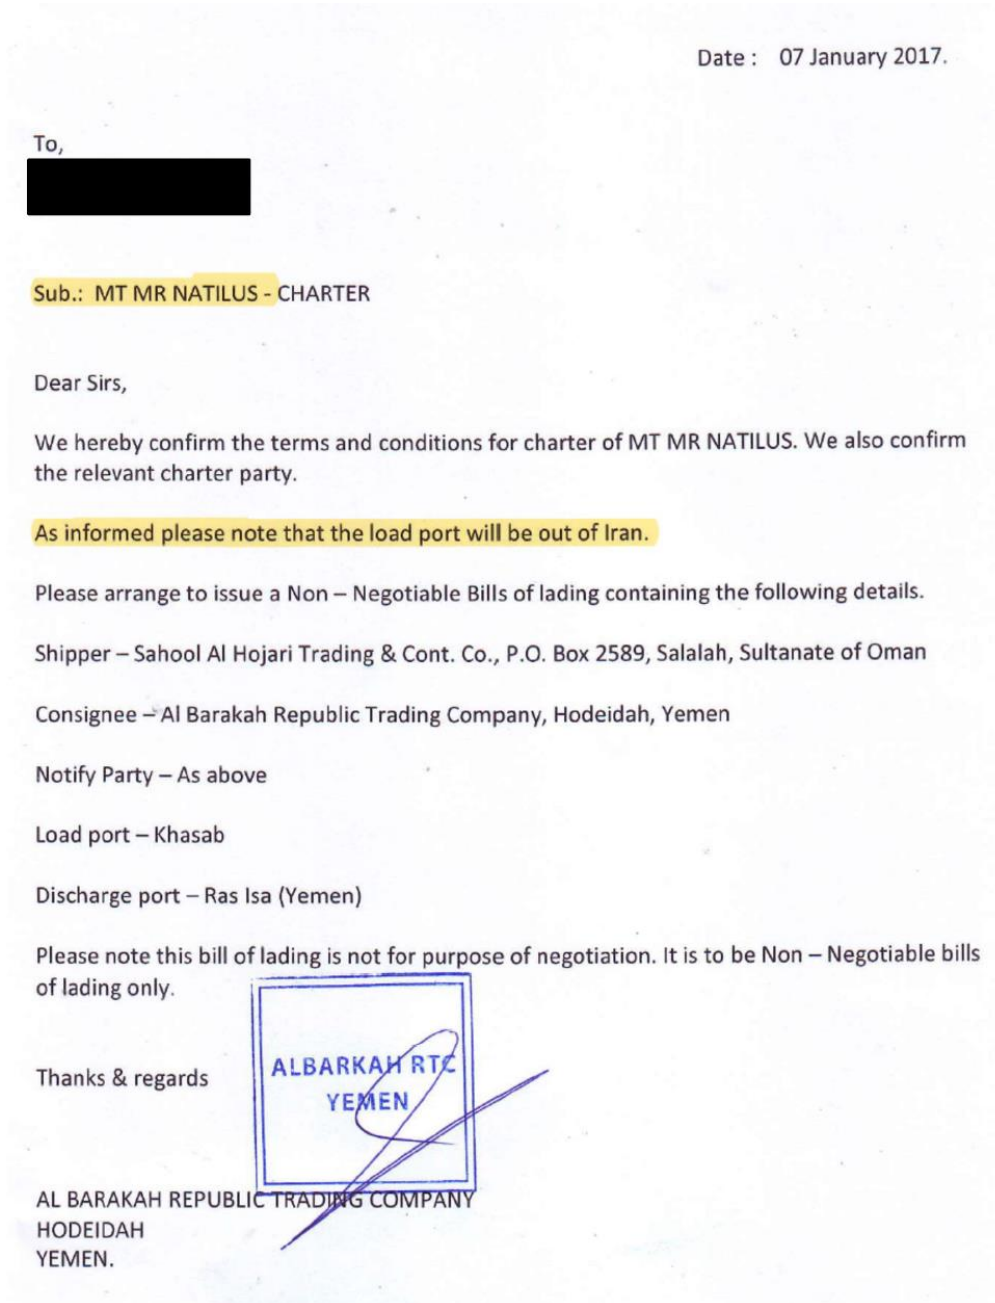 Date : 07 January 2017.
To,
Sub.: MT MR NATILUS - CHARTER
Dear Sirs,
We hereby confirm the terms and conditions for charter of MT MR NATILUS. We also confirm
the relevant charter party.
As informed please note that the load port will be out of Iran.
Please arrange to issue a Non – Negotiable Bills of lading containing the following details.
Shipper – Sahool Al Hojari Trading & Cont. Co., P.O. Box 2589, Salalah, Sultanate of Oman
Consignee – Al Barakah Republic Trading Company, Hodeidah, Yemen
Notify Party – As above
Load port – Khasab
Discharge port – Ras Isa (Yemen)
Please note this bill of lading is not for purpose of negotiation. It is to be Non – Negotiable bills
of lading only.
Thanks & regards
ALBARKAH RTC
YEMEN
AL BARAKAH REPUBLIC TRADING COMPANY
HODEIDAH
YEMEN.